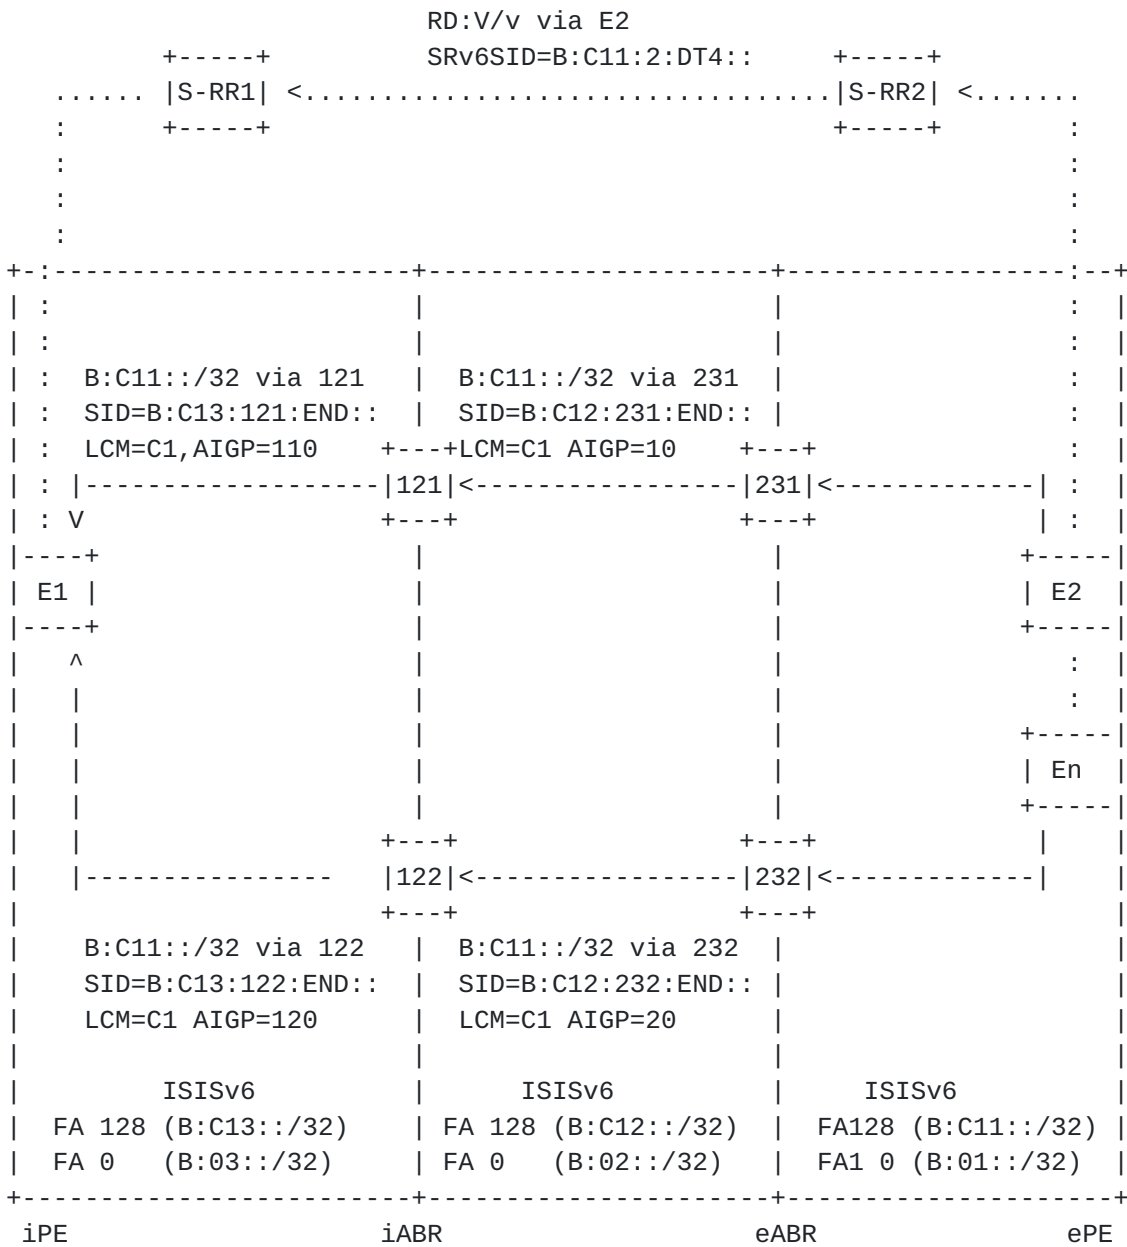 RD:V/v via E2
          +-----+          SRv6SID=B:C11:2:DT4::     +-----+
   ...... |S-RR1| <..................................|S-RR2| <.......
   :      +-----+                                    +-----+        :
   :                                                                :
   :                                                                :
   :                                                                :
+-:-----------------------+----------------------+------------------:--+
| :                       |                      |                  :  |
| :                       |                      |                  :  |
| :  B:C11::/32 via 121   |  B:C11::/32 via 231  |                  :  |
| :  SID=B:C13:121:END::  |  SID=B:C12:231:END:: |                  :  |
| :  LCM=C1,AIGP=110    +---+LCM=C1 AIGP=10    +---+                :  |
| : |-------------------|121|<-----------------|231|<-------------| :  |
| : V                   +---+                  +---+              | :  |
|----+                    |                      |               +-----|
| E1 |                    |                      |               | E2  |
|----+                    |                      |               +-----|
|   ^                     |                      |                  :  |
|   |                     |                      |                  :  |
|   |                     |                      |               +-----|
|   |                     |                      |               | En  |
|   |                     |                      |               +-----|
|   |                   +---+                  +---+              |    |
|   |----------------   |122|<-----------------|232|<-------------|    |
|                       +---+                  +---+                   |
|    B:C11::/32 via 122   |  B:C11::/32 via 232  |                     |
|    SID=B:C13:122:END::  |  SID=B:C12:232:END:: |                     |
|    LCM=C1 AIGP=120      |  LCM=C1 AIGP=20      |                     |
|                         |                      |                     |
|         ISISv6          |      ISISv6          |     ISISv6          |
|  FA 128 (B:C13::/32)    | FA 128 (B:C12::/32)  |  FA128 (B:C11::/32) |
|  FA 0   (B:03::/32)     | FA 0   (B:02::/32)   |  FA1 0 (B:01::/32)  |
+-------------------------+----------------------+---------------------+
 iPE                    iABR                    eABR                ePE